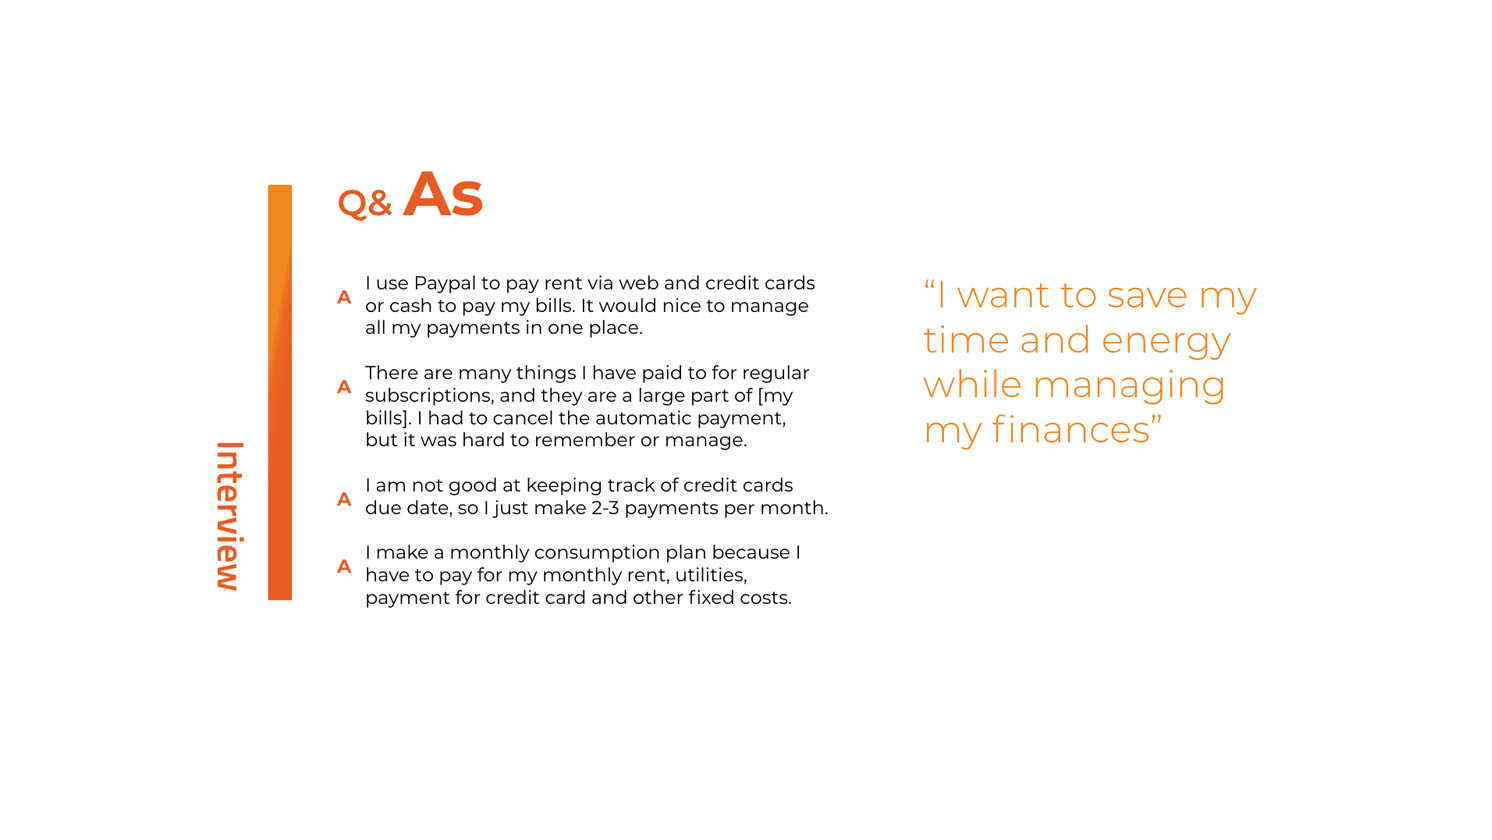 Interview
Q& As
A I use Paypal to pay rent via web and credit cards
or cash to pay my bills. It would nice to manage
all my payments in one place.
A There are many things I have paid to for regular
subscriptions, and they are a large part of [my
bills]. I had to cancel the automatic payment,
but it was hard to remember or manage.
A I am not good at keeping track of credit cards
due date, so I just make 2-3 payments per month.
A I make a monthly consumption plan because I
have to pay for my monthly rent, utilities,
payment for credit card and other fixed costs.
“I want to save my
time and energy
while managing
my finances”